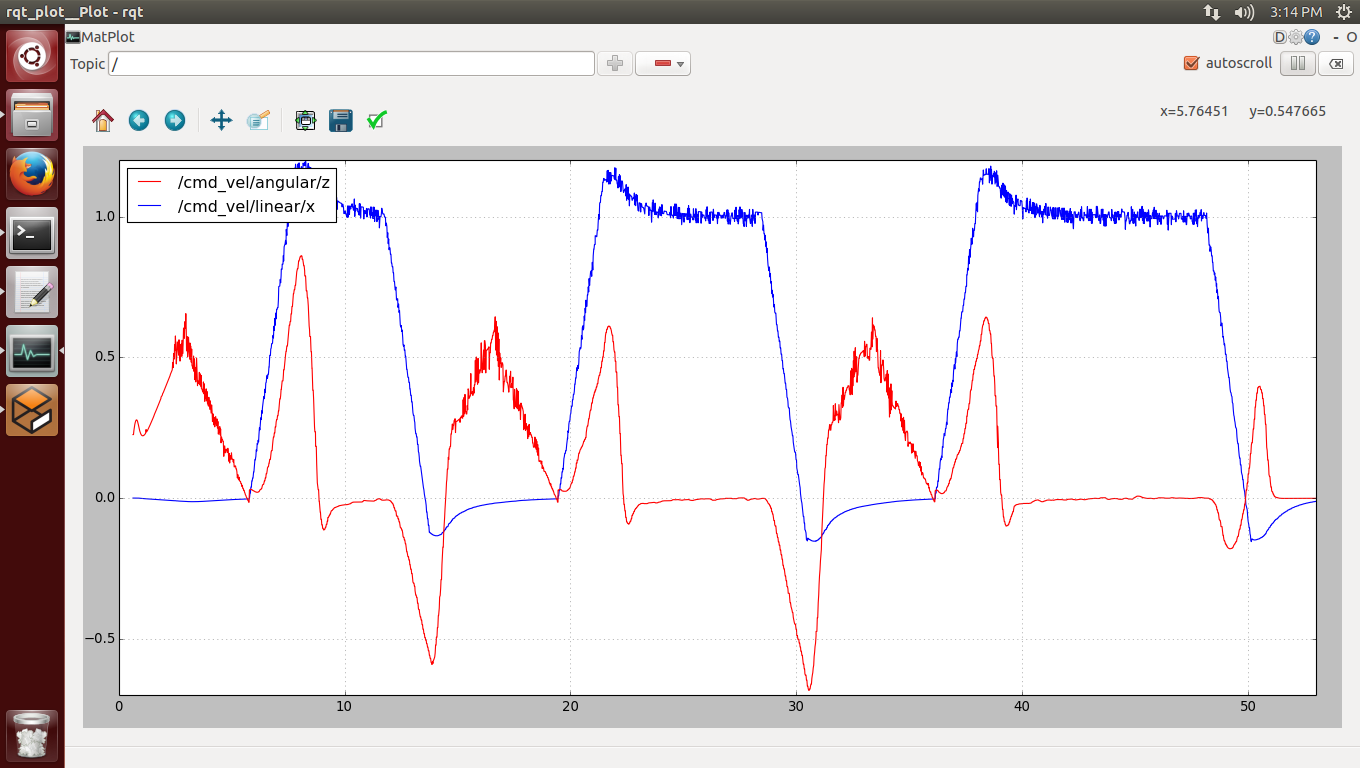 rqt_plot__Plot - rqt
3:14 PM
MatPlot
D
?
- O
Topic
/
autoscroll
x=5.76451 y=0.547665
/cmd_vel/angular/z
/cmd_vel/linear/x
1.0
0.5
0.0
−0.5
0 10 20 30 40 50